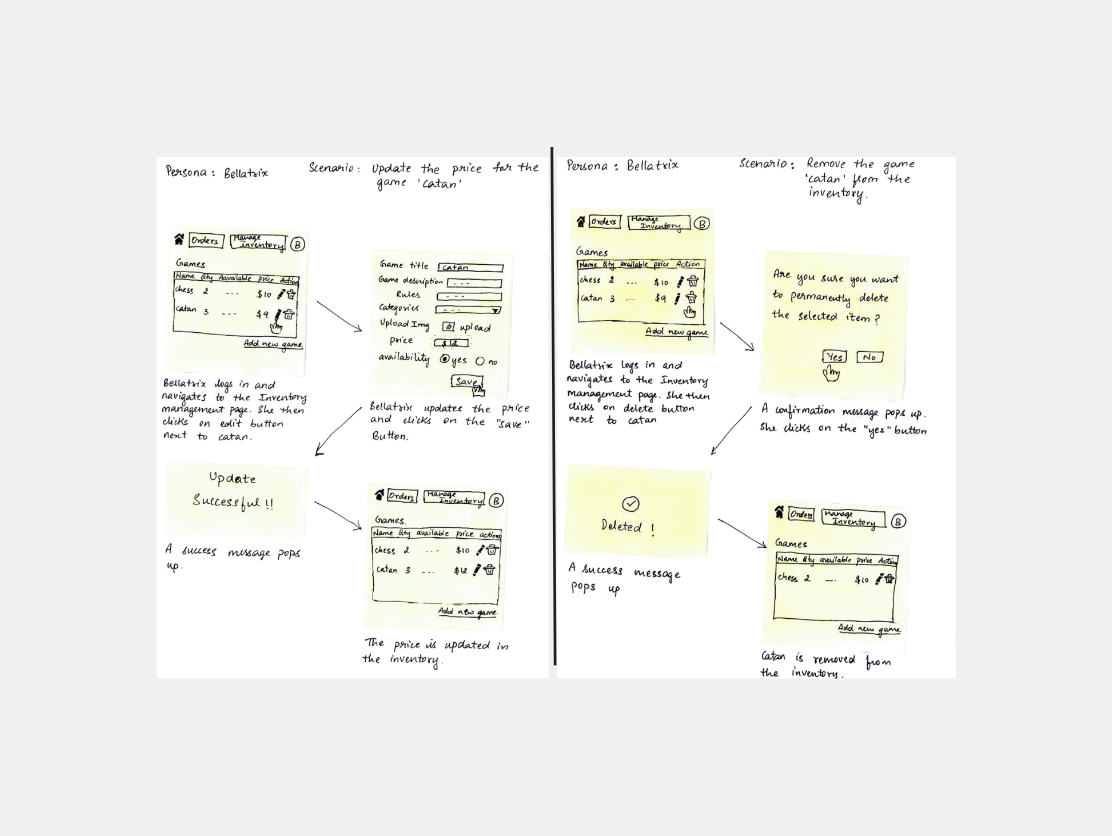 Persona : Bellatrix
Scenario : Update the price for the
game 'catan'
Orders
Manage
Inventory
B
Games
Name Qty Available price Action
chess 2 --- $10
catan 3 --- $9
Add new game
Bellatrix logs in and
navigates to the Inventory
management page. She then
clicks on edit button
next to catan.
Game title catan
Game description ---
Rules ---
Categories ---
Upload Img upload
price $12
availability yes no
Save
Bellatrix updates the price
and clicks on the "save"
Button.
Update
Successful !!
A success message pops
up.
Orders
Manage
Inventory
B
Games.
Name Qty available price action
chess 2 --- $10
catan 3 --- $12
Add new game
The price is updated in
the inventory.
Persona : Bellatrix
Scenario : Remove the game
'catan' from the
inventory.
Orders
Manage
Inventory
B
Games
Name Qty available price Action
chess 2 --- $10
catan 3 --- $9
Add new game
Bellatrix logs in and
navigates to the Inventory
management page. She then
clicks on delete button
next to catan
Are you sure you want
to permanently delete
the selected item ?
Yes No
A confirmation message pops up.
She clicks on the "yes" button
Deleted !
A success message
pops up
Orders
Manage
Inventory
B
Games
Name Qty available price Action
chess 2 --- $10
Add new game
Catan is removed from
the inventory.